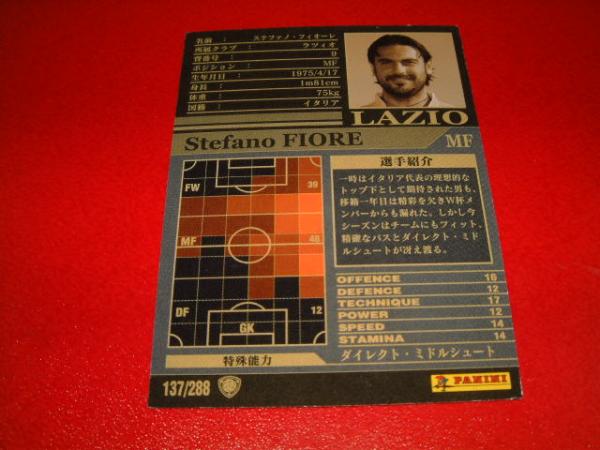 名前 : ステファノ・フィオーレ
所属クラブ : ラツィオ
背番号 : 9
ポジション : MF
生年月日 : 1975/4/17
身長 : 1m81cm
体重 : 75kg
国籍 : イタリア
LAZIO
Stefano FIORE
MF
FW 39
MF 48
DF 12
GK
特殊能力
選手紹介
一時はイタリア代表の理想的な
トップ下として期待された男も、
移籍一年目は精彩を欠きW杯メ
ンバーからも漏れた。しかし今
シーズンはチームにもフィット、
精確なパスとダイレクト・ミド
ルシュートが冴え渡る。
OFFENCE 16
DEFENCE 12
TECHNIQUE 17
POWER 12
SPEED 14
STAMINA 14
ダイレクト・ミドルシュート
137/288
PANINI